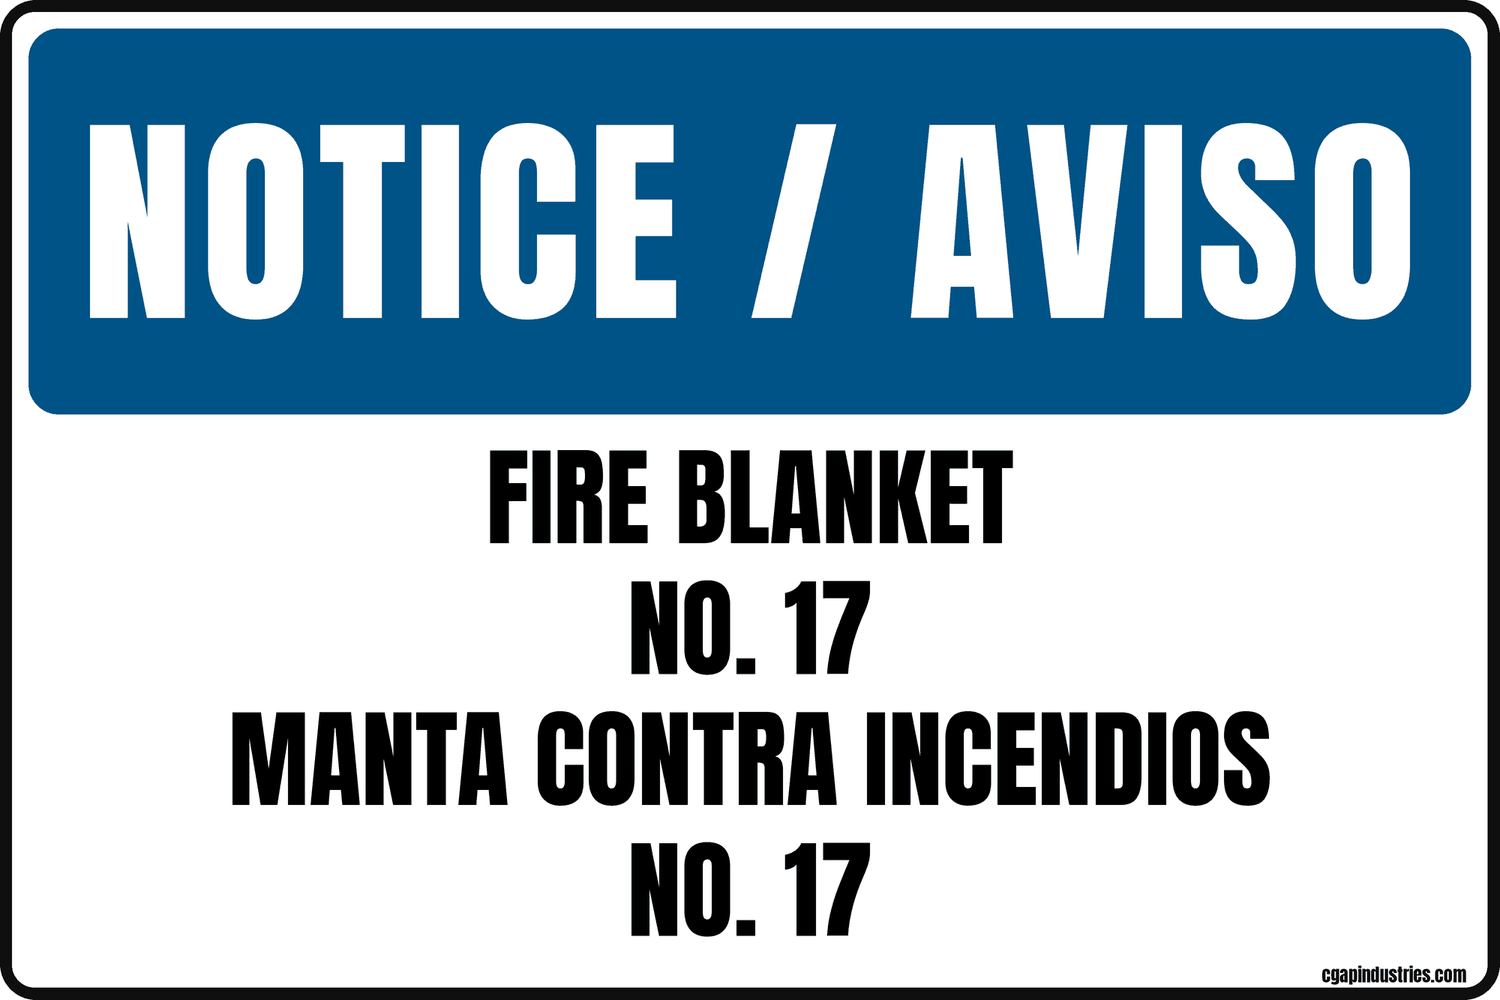 NOTICE / AVISO
FIRE BLANKET
NO. 17
MANTA CONTRA INCENDIOS
NO. 17
cgapindustries.com